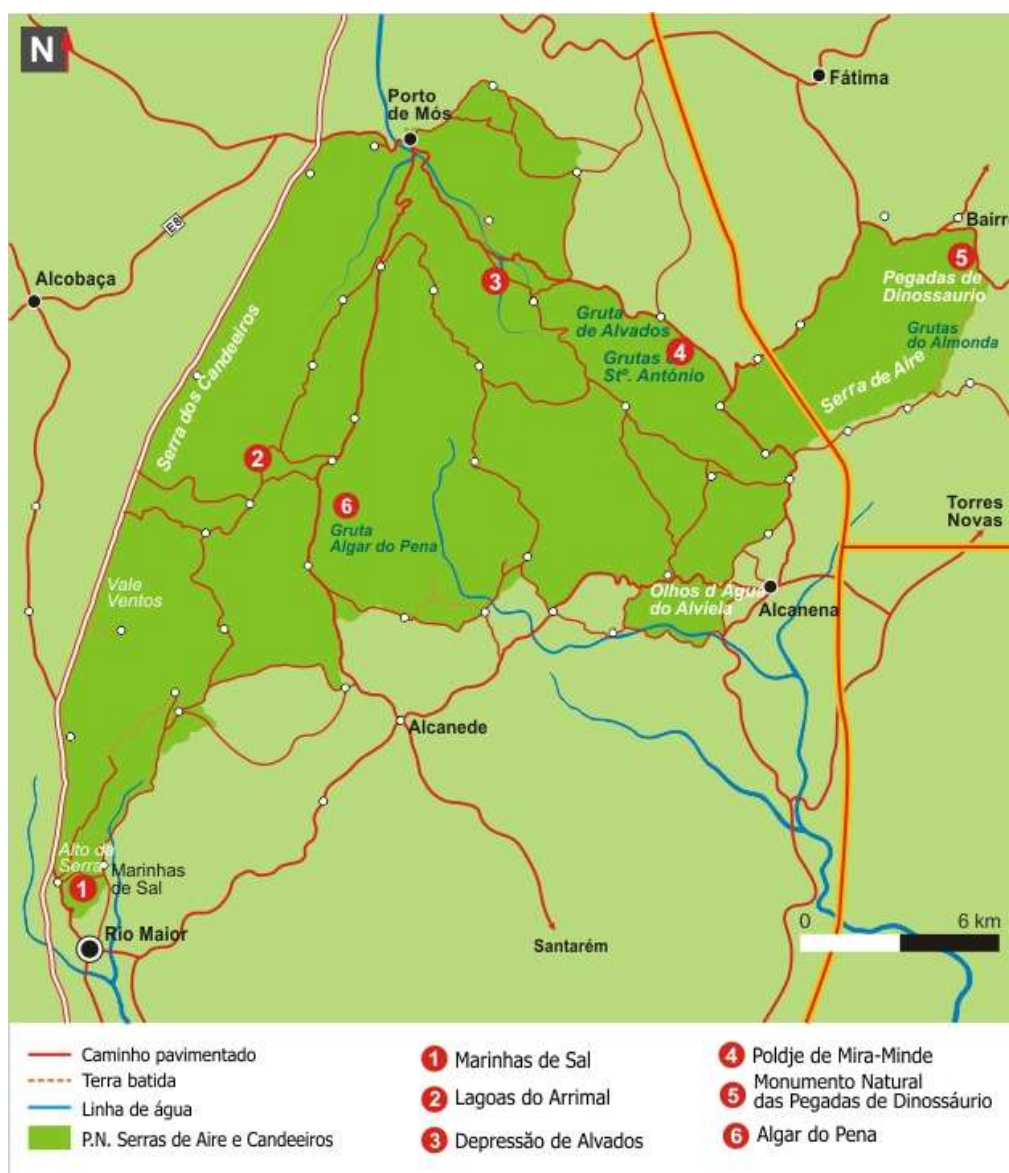 N
Fátima
Porto
de Mós
Bairr
E8
5
Alcobaça
Pegadas de
Dinossaurio
3
Gruta
de Alvados
Grutas
do Almonda
4
Grutas
Stº. António
Serra dos Candeeiros
Serra de Aire
2
6
Gruta
Algar do Pena
Torres
Novas
Vale
Ventos
Olhos d Água
do Alviela
Alcanena
Alcanede
Alto da
Serra
Marinhas
de Sal
1
0 6 km
Rio Maior
Santarém
Caminho pavimentado
Terra batida
Linha de água
P.N. Serras de Aire e Candeeiros
1 Marinhas de Sal
2 Lagoas do Arrimal
3 Depressão de Alvados
4 Poldje de Mira-Minde
5 Monumento Natural
das Pegadas de Dinossáurio
6 Algar do Pena